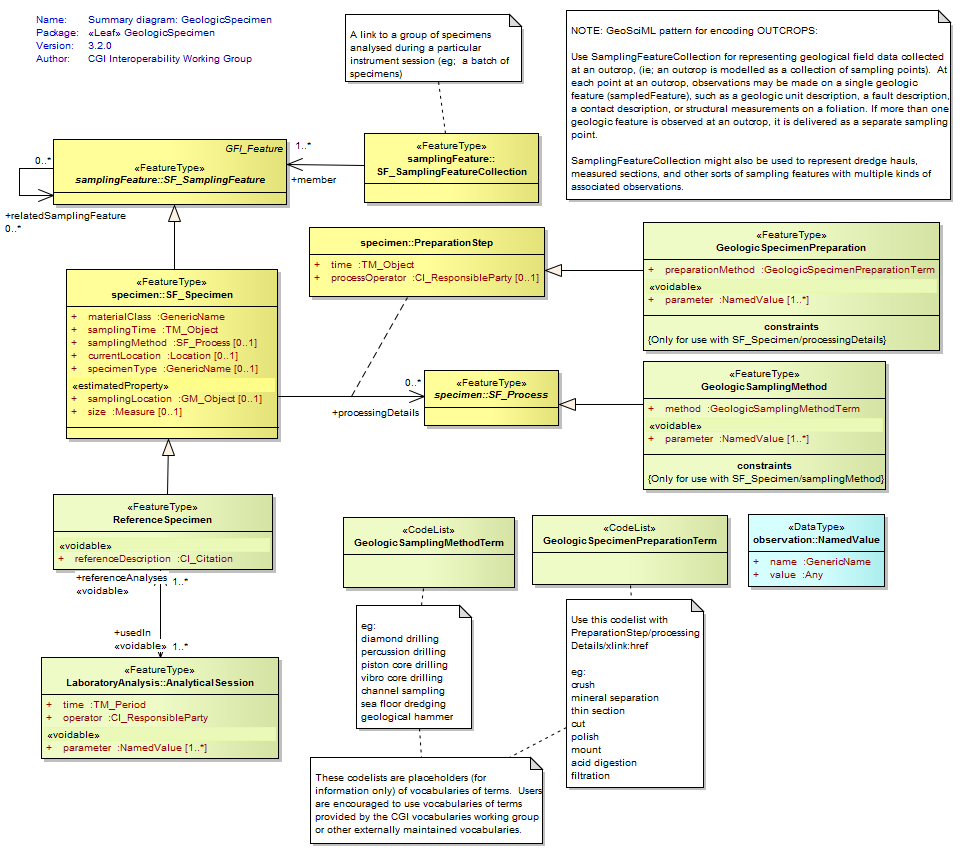 Name: Summary diagram: GeologicSpecimen
Package: «Leaf» GeologicSpecimen
Version: 3.2.0
Author: CGI Interoperability Working Group
A link to a group of specimens
analysed during a particular
instrument session (eg; a batch of
specimens)
NOTE: GeoSciML pattern for encoding OUTCROPS:
Use SamplingFeatureCollection for representing geological field data collected
at an outcrop, (ie; an outcrop is modelled as a collection of sampling points). At
each point at an outcrop, observations may be made on a single geologic
feature (sampledFeature), such as a geologic unit description, a fault description,
a contact description, or structural measurements on a foliation. If more than one
geologic feature is observed at an outcrop, it is delivered as a separate sampling
point.
SamplingFeatureCollection might also be used to represent dredge hauls,
measured sections, and other sorts of sampling features with multiple kinds of
associated observations.
GFI_Feature
«FeatureType»
samplingFeature::SF_SamplingFeature
0..*
+relatedSamplingFeature
0..*
1..*
+member
«FeatureType»
samplingFeature::
SF_SamplingFeatureCollection
specimen::PreparationStep
+ time :TM_Object
+ processOperator :CI_ResponsibleParty [0..1]
«FeatureType»
GeologicSpecimenPreparation
+ preparationMethod :GeologicSpecimenPreparationTerm
«voidable»
+ parameter :NamedValue [1..*]
constraints
{Only for use with SF_Specimen/processingDetails}
«FeatureType»
specimen::SF_Specimen
+ materialClass :GenericName
+ samplingTime :TM_Object
+ samplingMethod :SF_Process [0..1]
+ currentLocation :Location [0..1]
+ specimenType :GenericName [0..1]
«estimatedProperty»
+ samplingLocation :GM_Object [0..1]
+ size :Measure [0..1]
0..*
+processingDetails
«FeatureType»
specimen::SF_Process
«FeatureType»
GeologicSamplingMethod
+ method :GeologicSamplingMethodTerm
«voidable»
+ parameter :NamedValue [1..*]
constraints
{Only for use with SF_Specimen/samplingMethod}
«FeatureType»
ReferenceSpecimen
«voidable»
+ referenceDescription :CI_Citation
+referenceAnalyses
«voidable»
1..*
+usedIn
«voidable» 1..*
«FeatureType»
LaboratoryAnalysis::AnalyticalSession
+ time :TM_Period
+ operator :CI_ResponsibleParty
«voidable»
+ parameter :NamedValue [1..*]
«CodeList»
GeologicSamplingMethodTerm
«CodeList»
GeologicSpecimenPreparationTerm
«DataType»
observation::NamedValue
+ name :GenericName
+ value :Any
eg:
diamond drilling
percussion drilling
piston core drilling
vibro core drilling
channel sampling
sea floor dredging
geological hammer
Use this codelist with
PreparationStep/processing
Details/xlink:href
eg:
crush
mineral separation
thin section
cut
polish
mount
acid digestion
filtration
These codelists are placeholders (for
information only) of vocabularies of terms. Users
are encouraged to use vocabularies of terms
provided by the CGI vocabularies working group
or other externally maintained vocabularies.